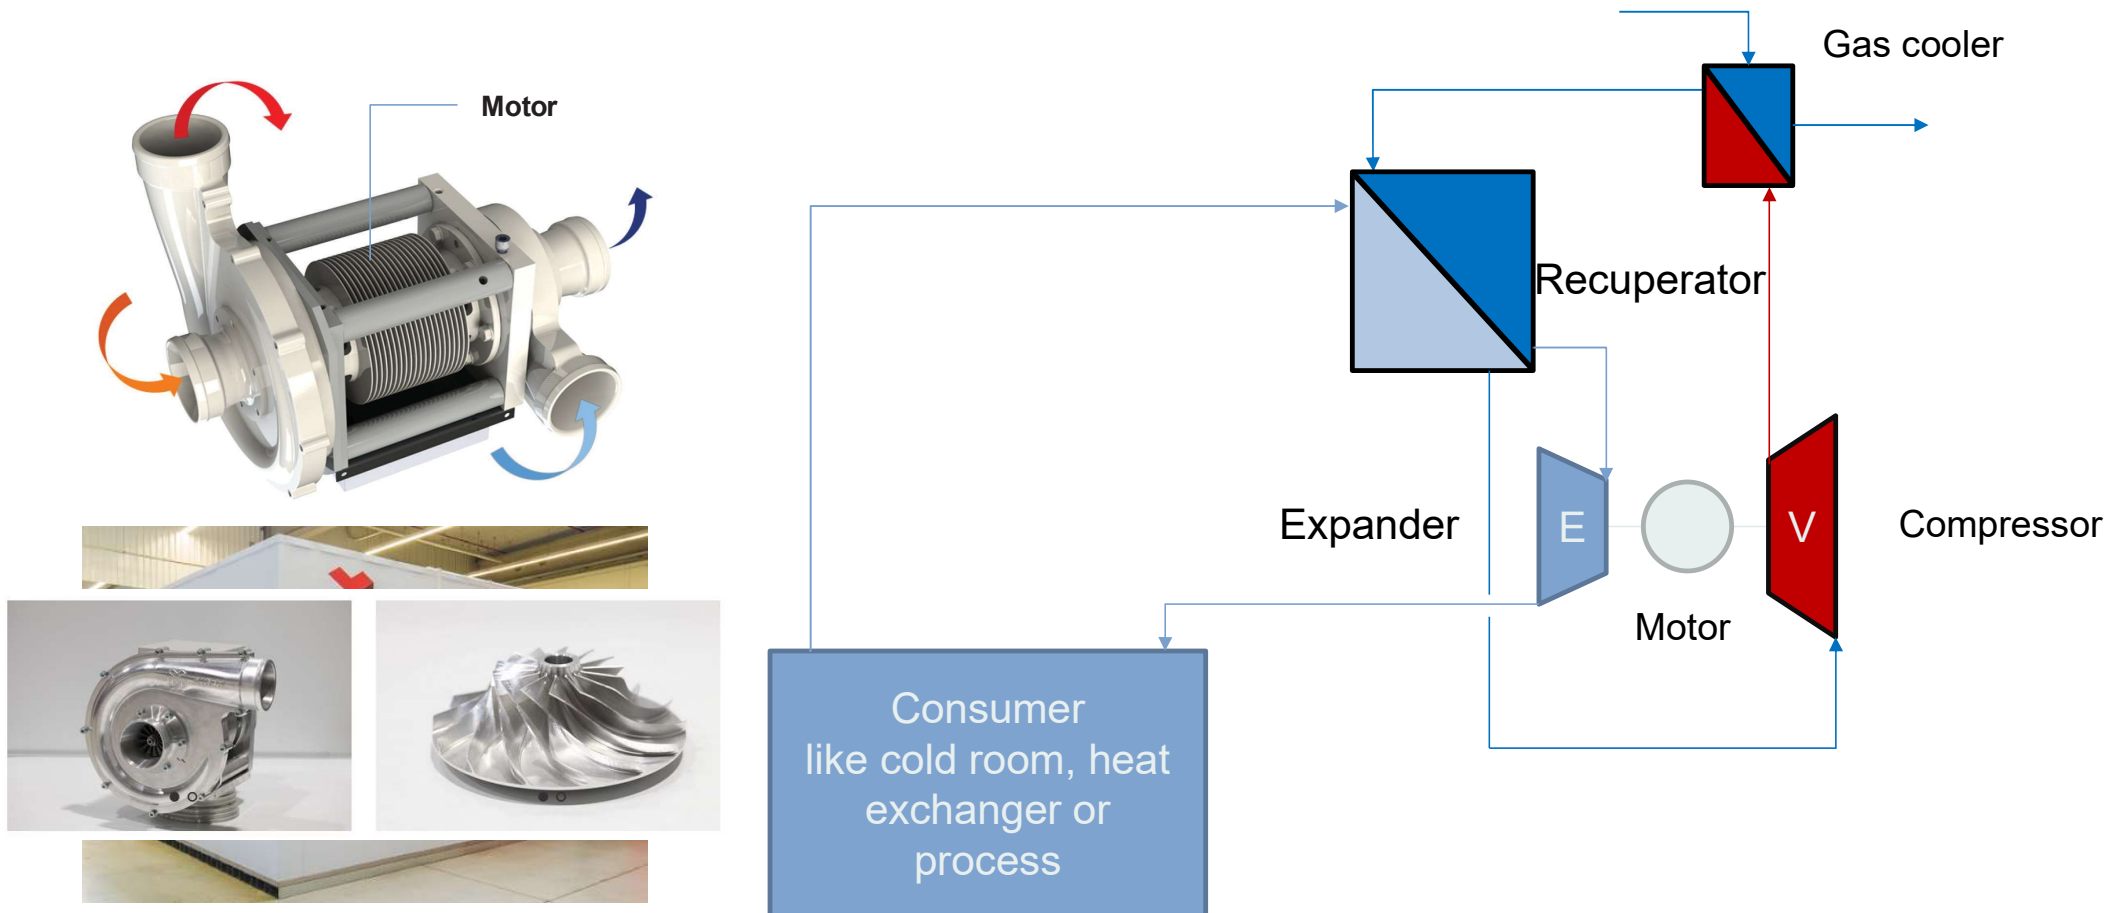 Motor
Gas cooler
Recuperator
Expander
E
V
Compressor
Motor
Consumer
like cold room, heat
exchanger or
process